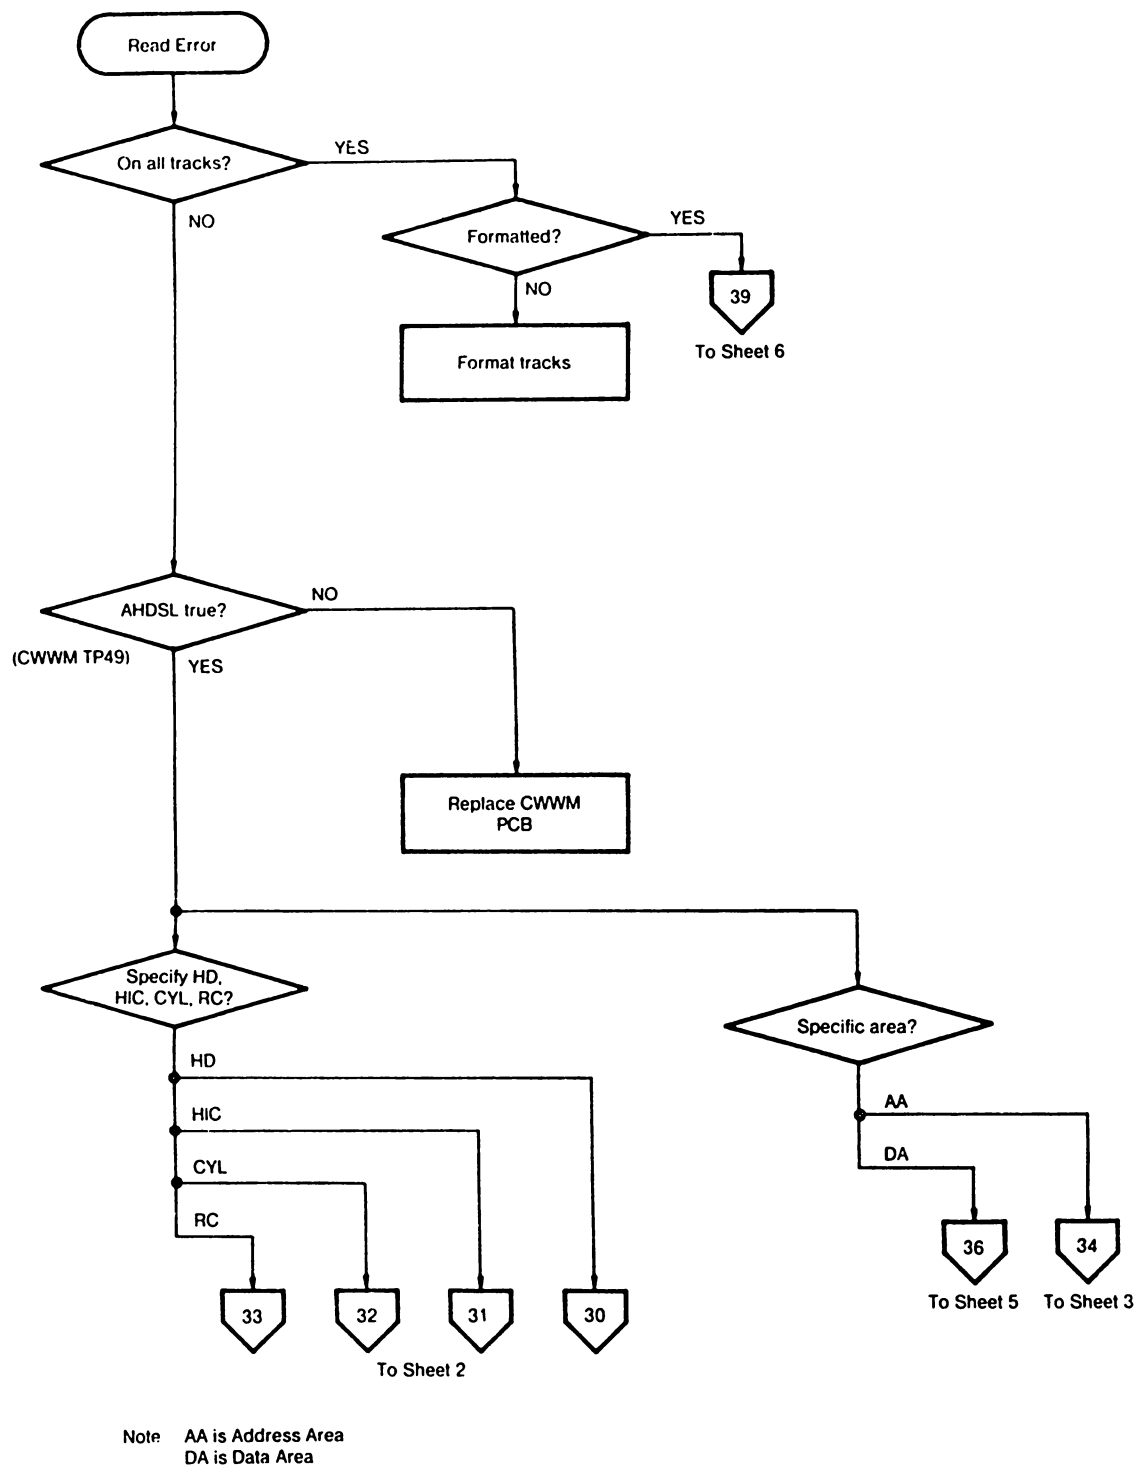 Read Error
On all tracks?
YES
NO
Formatted?
YES
NO
39
To Sheet 6
Format tracks
AHDSL true?
NO
(CWWM TP49)
YES
Replace CWWM
PCB
Specify HD,
HIC, CYL, RC?
Specific area?
HD
HIC
CYL
RC
AA
DA
36
34
To Sheet 5
To Sheet 3
33
32
31
30
To Sheet 2
Note AA is Address Area
DA is Data Area